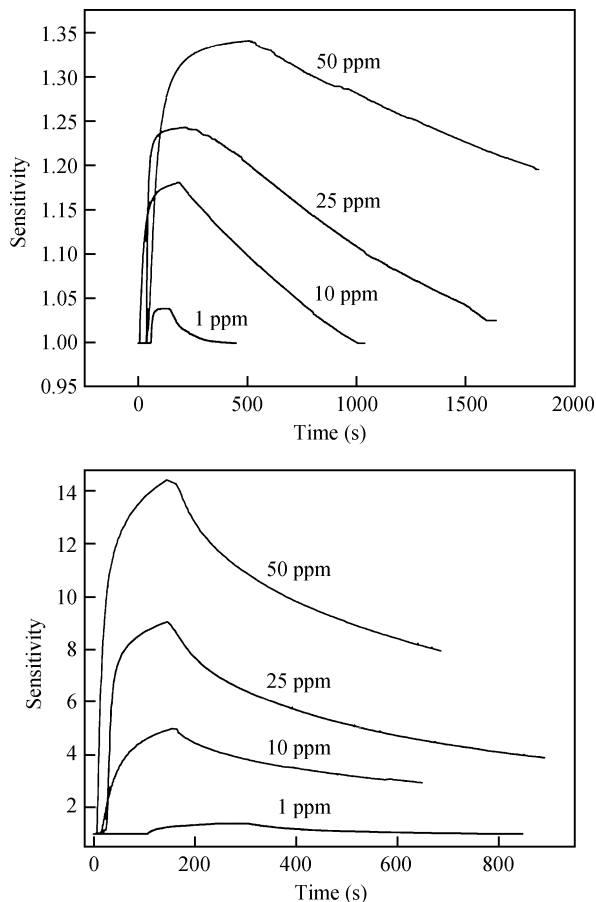 1.35
50 ppm
1.30
1.25
1.20
25 ppm
1.15
1.10
10 ppm
1.05
1 ppm
1.00
0.95
Sensitivity
0 500 1000 1500 2000
Time (s)
14
12
50 ppm
10
8
25 ppm
6
10 ppm
4
1 ppm
2
Sensitivity
0 200 400 600 800
Time (s)